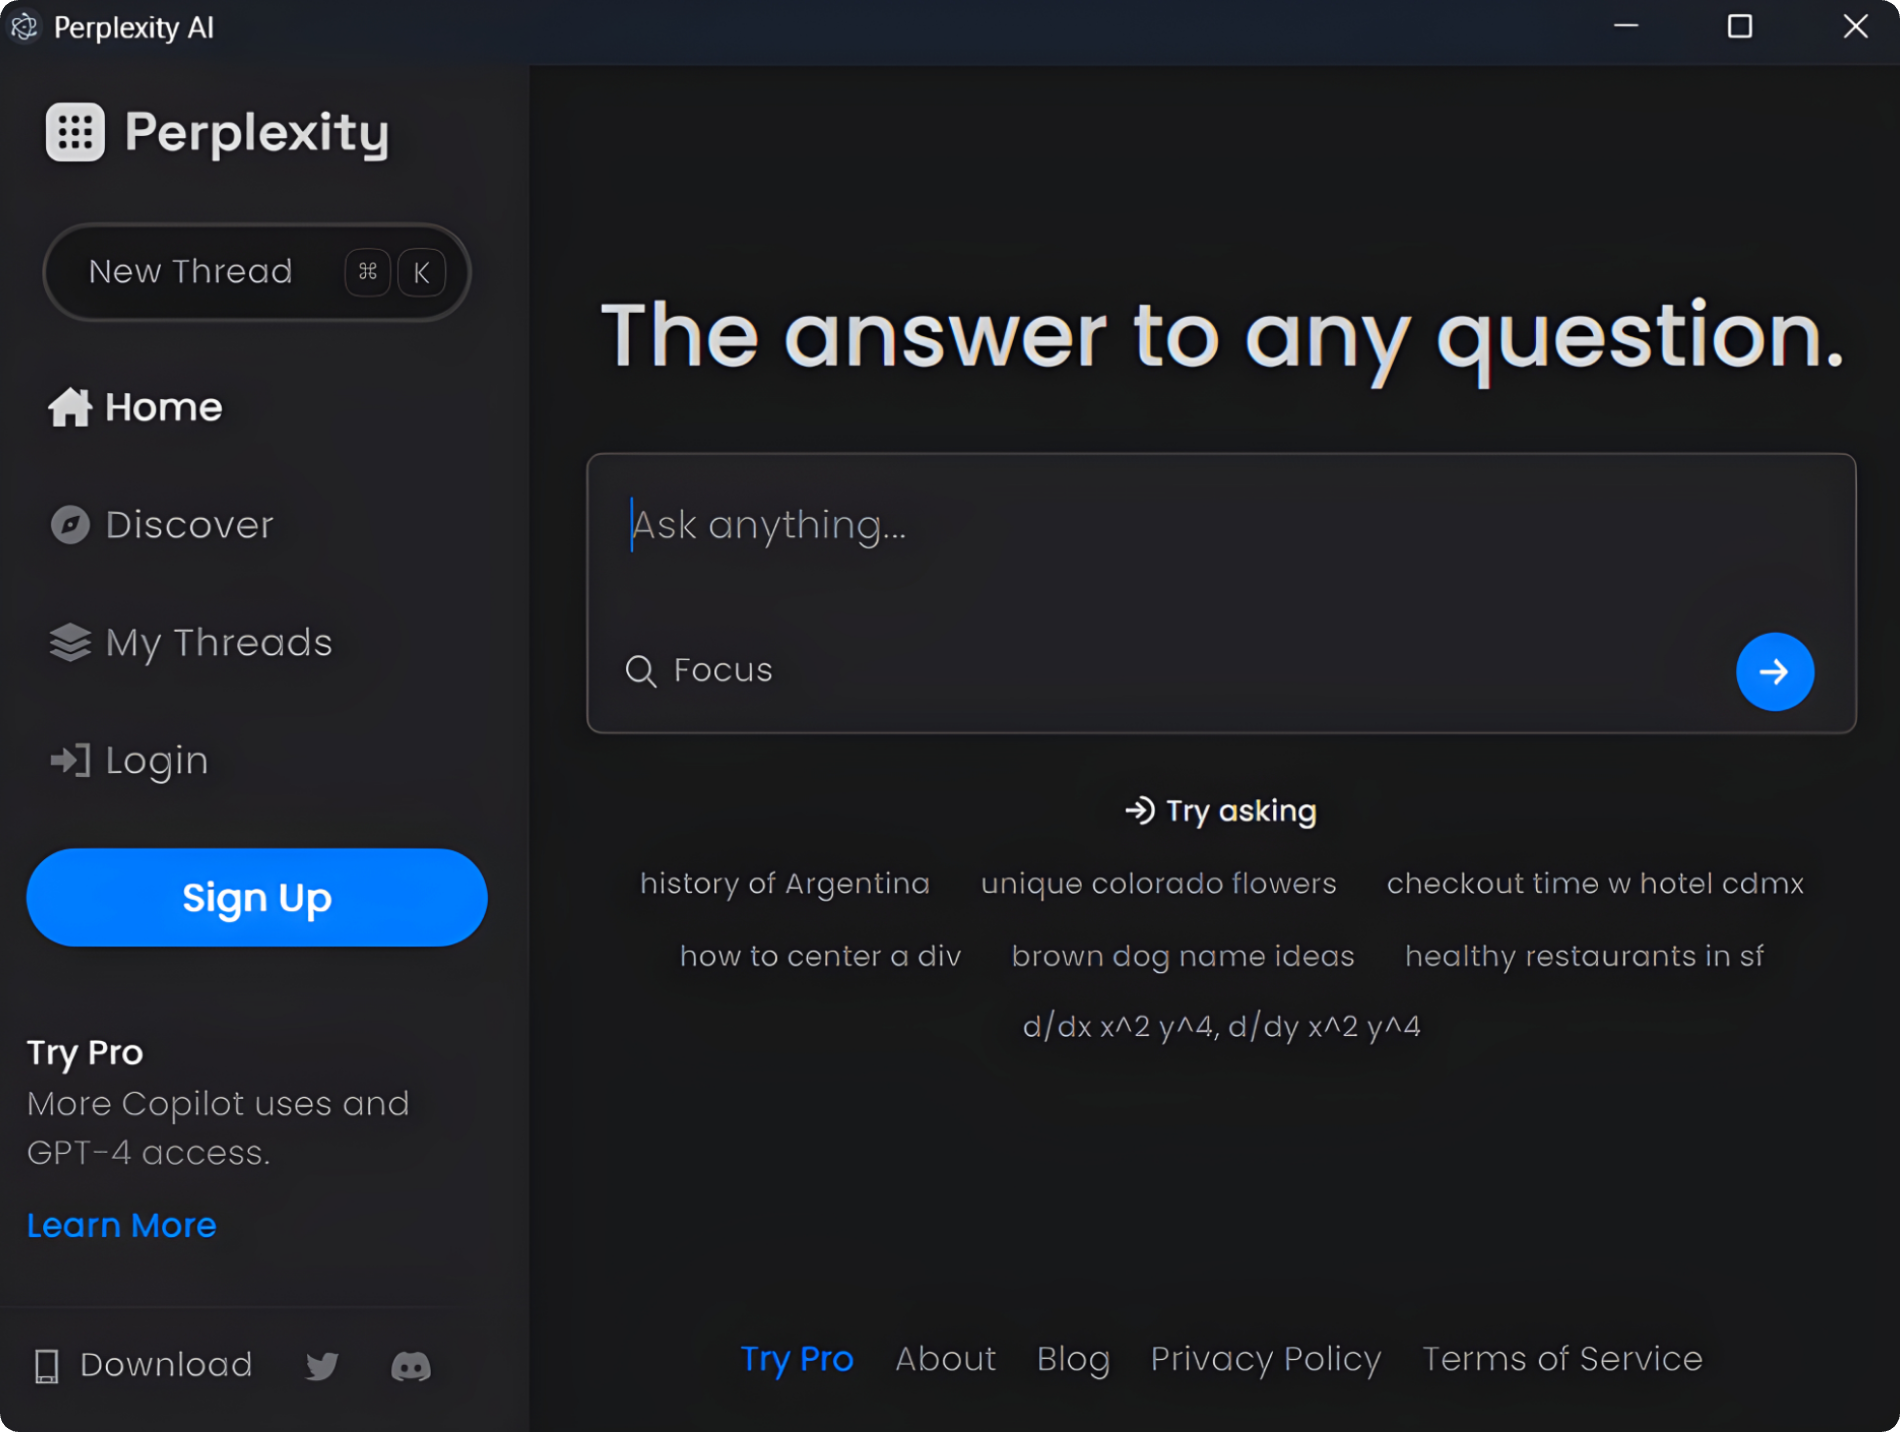 Perplexity AI
Perplexity
New Thread ⌘ K
Home
Discover
My Threads
Login
Sign Up
Try Pro
More Copilot uses and
GPT-4 access.
Learn More
Download
The answer to any question.
Ask anything...
Focus
Try asking
history of Argentina unique colorado flowers checkout time w hotel cdmx
how to center a div brown dog name ideas healthy restaurants in sf
d/dx x^2 y^4, d/dy x^2 y^4
Try Pro About Blog Privacy Policy Terms of Service